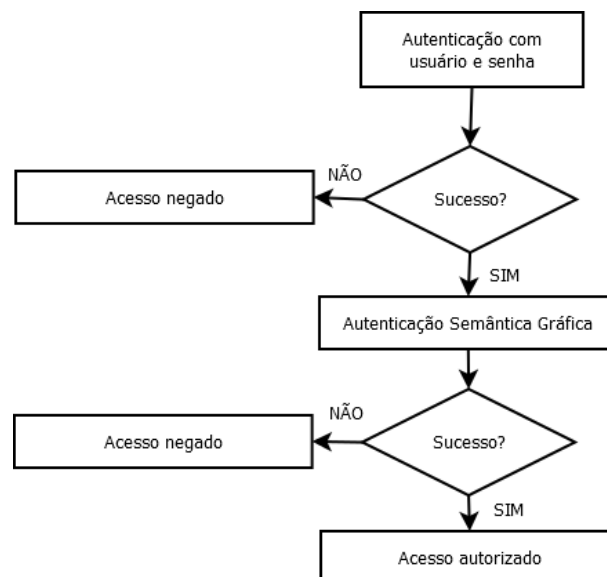 Autenticação com
usuário e senha
NÃO
Acesso negado
Sucesso?
SIM
Autenticação Semântica Gráfica
NÃO
Acesso negado
Sucesso?
SIM
Acesso autorizado